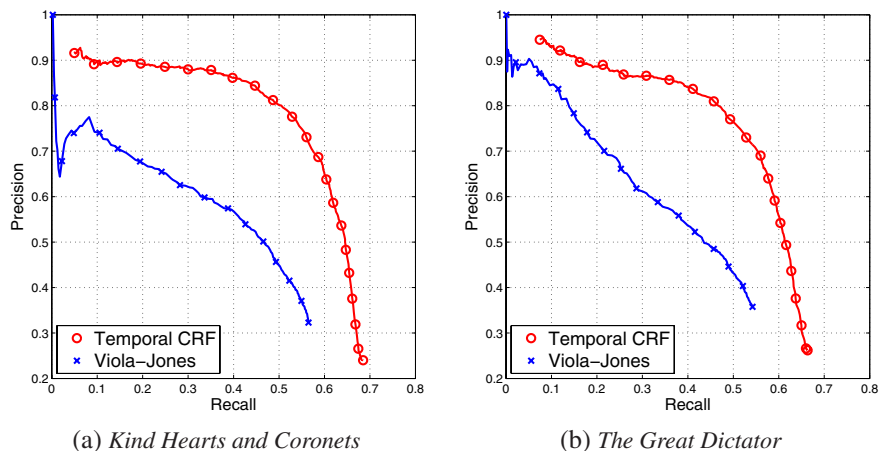 1
0.9
0.8
0.7
0.6
0.5
0.4
0.3
0.2
Precision
0 0.1 0.2 0.3 0.4 0.5 0.6 0.7 0.8
Recall
Temporal CRF
Viola−Jones
(a) Kind Hearts and Coronets
1
0.9
0.8
0.7
0.6
0.5
0.4
0.3
0.2
Precision
0 0.1 0.2 0.3 0.4 0.5 0.6 0.7 0.8
Recall
Temporal CRF
Viola−Jones
(b) The Great Dictator